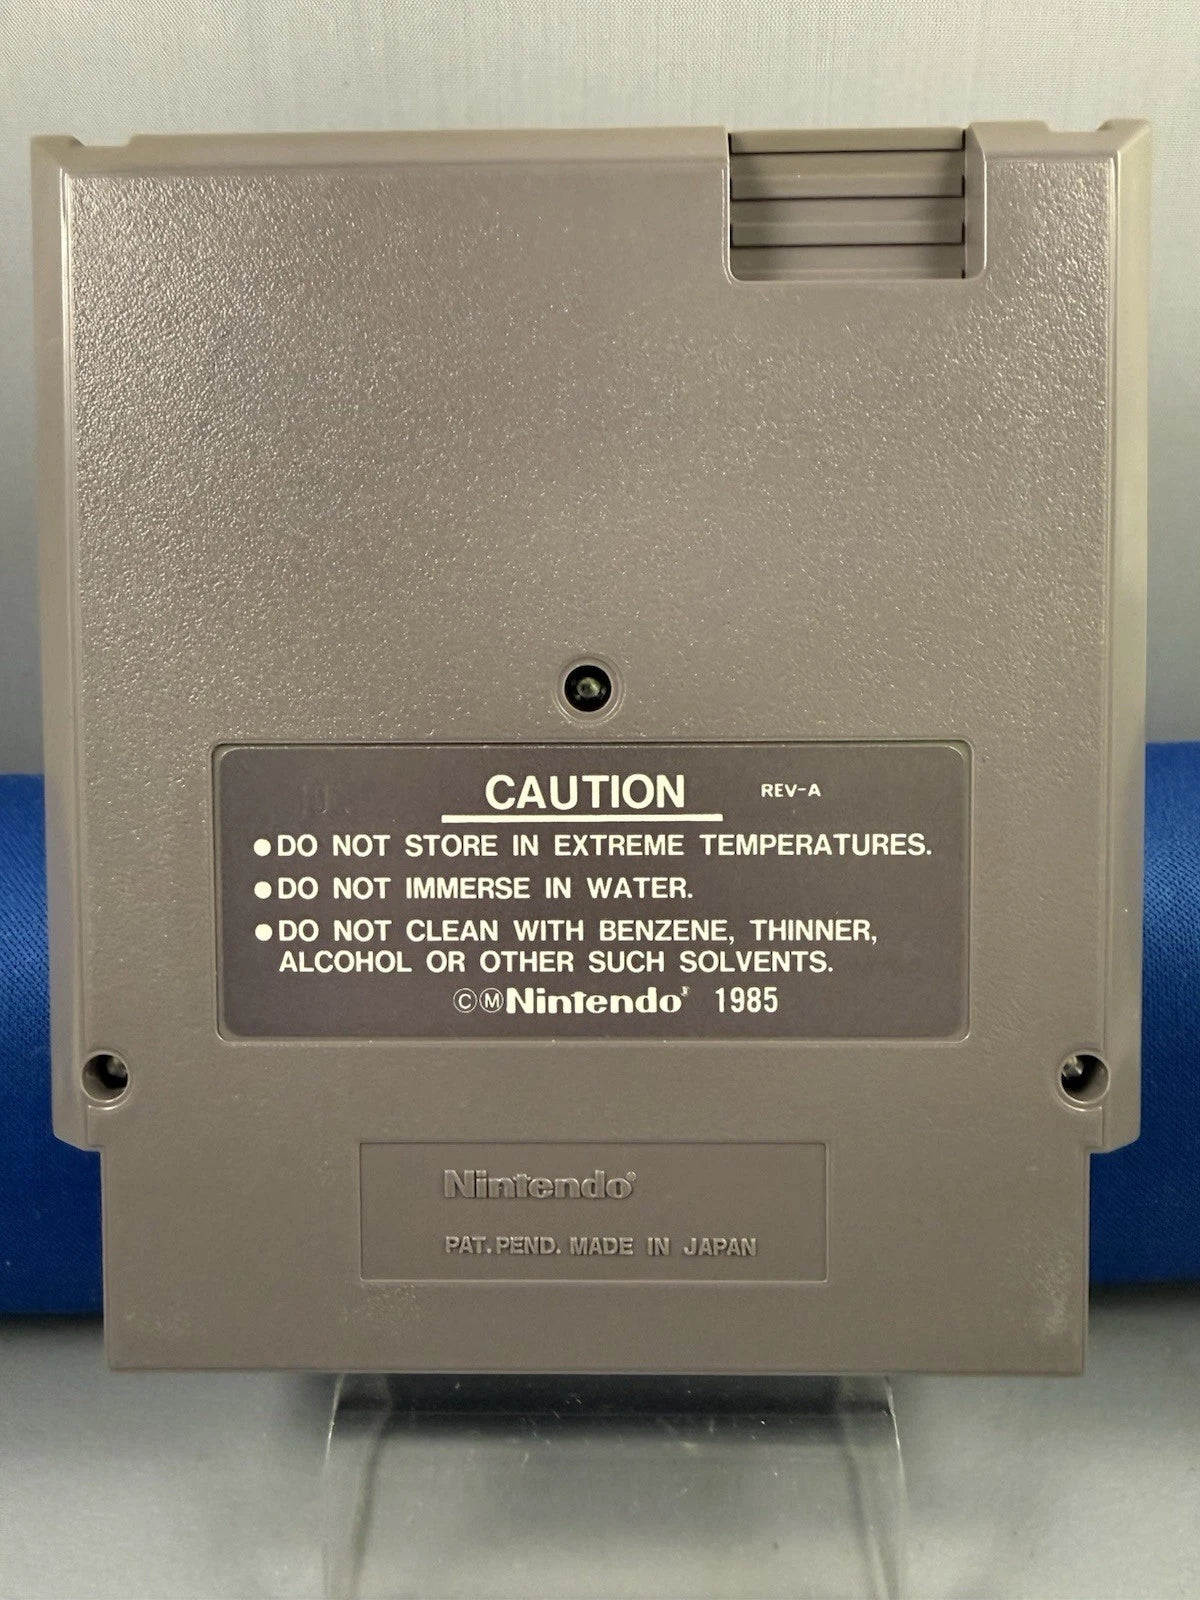 CAUTION REV-A
●DO NOT STORE IN EXTREME TEMPERATURES.
●DO NOT IMMERSE IN WATER.
●DO NOT CLEAN WITH BENZENE, THINNER,
ALCOHOL OR OTHER SUCH SOLVENTS.
ⒸⓂNintendo® 1985
Nintendo®
PAT. PEND. MADE IN JAPAN